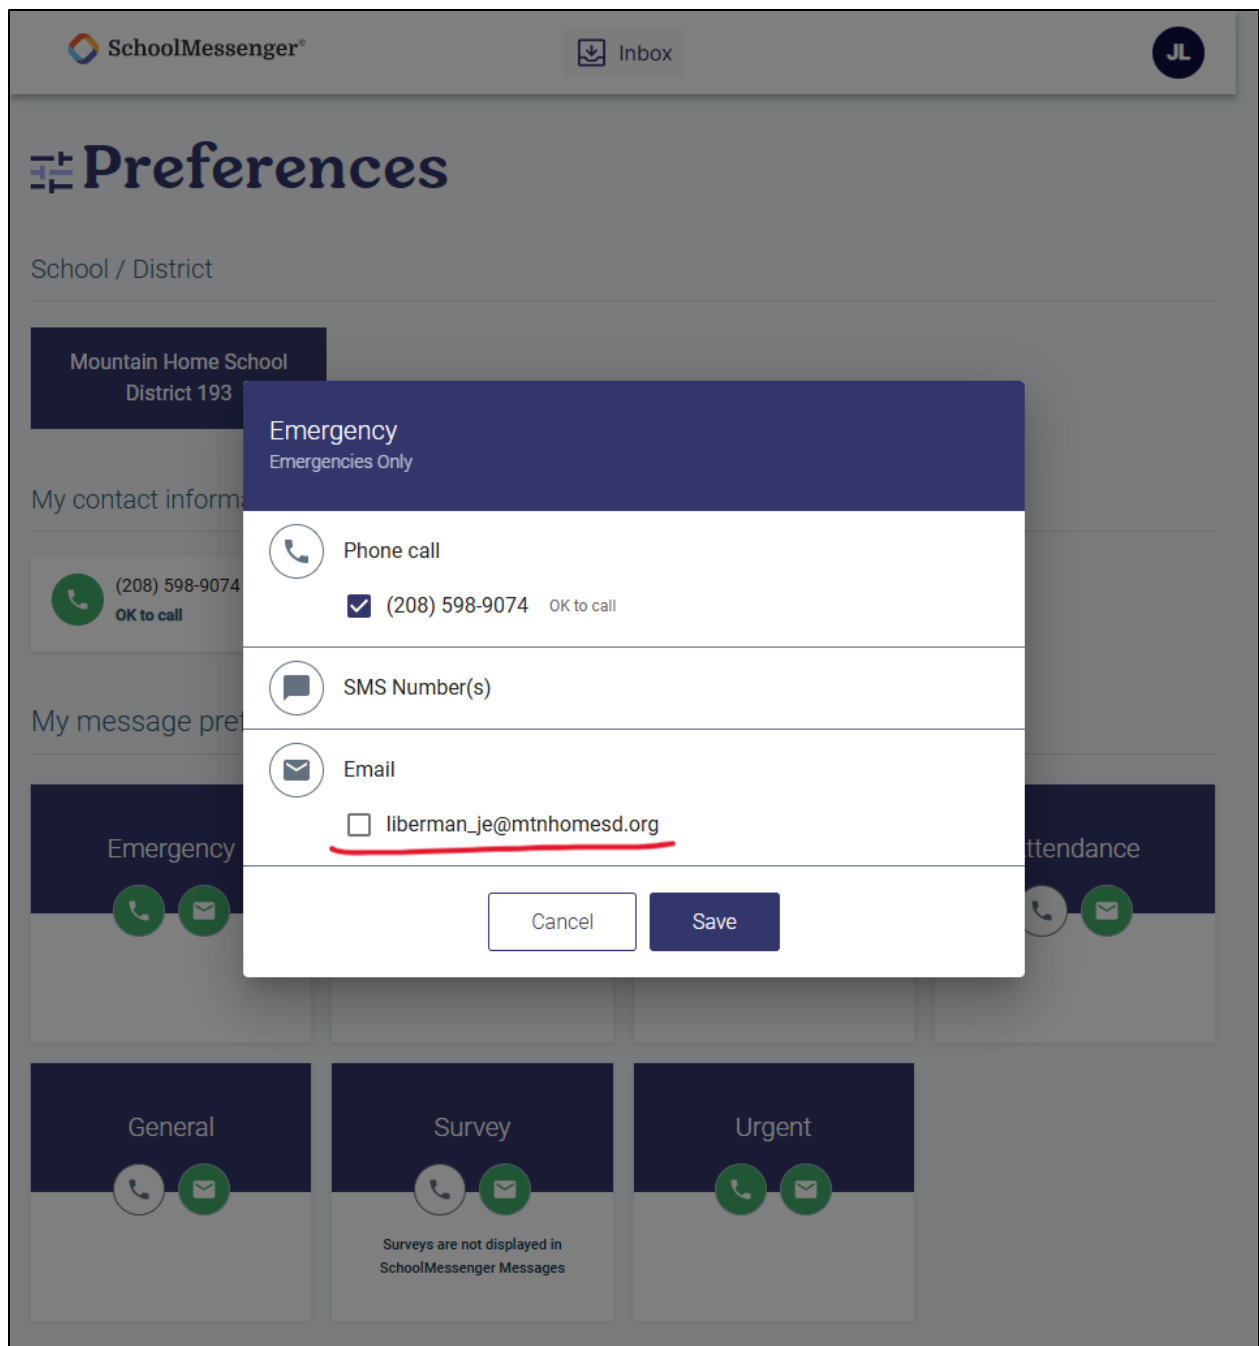 SchoolMessenger®
Inbox
JL
Preferences
School / District
Mountain Home School
District 193
My contact inform
(208) 598-9074
OK to call
My message pref
Emergency
Emergencies Only
Phone call
(208) 598-9074 OK to call
SMS Number(s)
Email
liberman_je@mtnhomesd.org
Cancel
Save
Emergency
ttendance
General
Survey
Urgent
Surveys are not displayed in
SchoolMessenger Messages